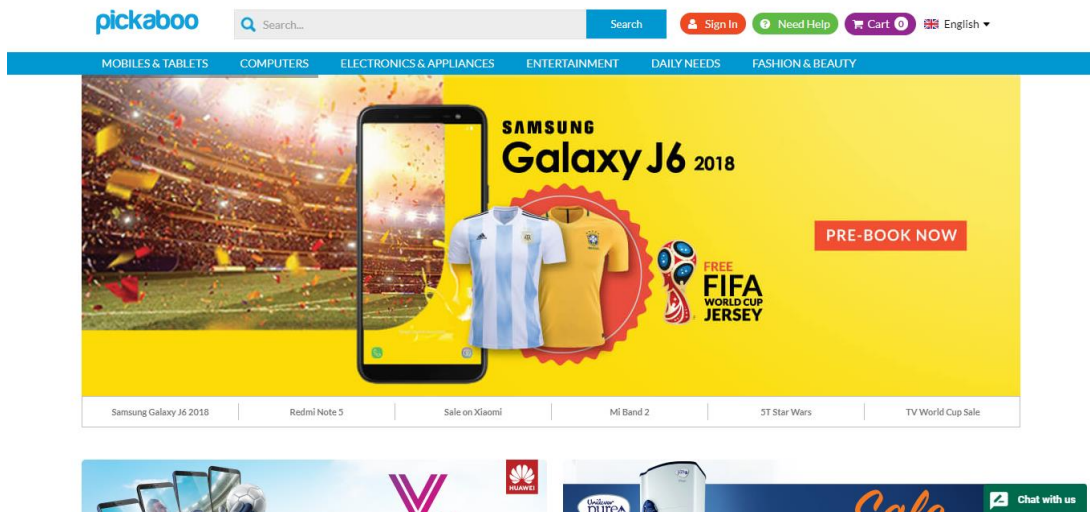 pickaboo
Search...
Search
Sign In
Need Help
Cart 0
English
MOBILES & TABLETS COMPUTERS ELECTRONICS & APPLIANCES ENTERTAINMENT DAILY NEEDS FASHION & BEAUTY
SAMSUNG
Galaxy J6 2018
PRE-BOOK NOW
FREE
FIFA
WORLD CUP
JERSEY
Samsung Galaxy J6 2018 Redmi Note 5 Sale on Xiaomi Mi Band 2 5T Star Wars TV World Cup Sale
HUAWEI
Unilever
pure
Sale
Chat with us